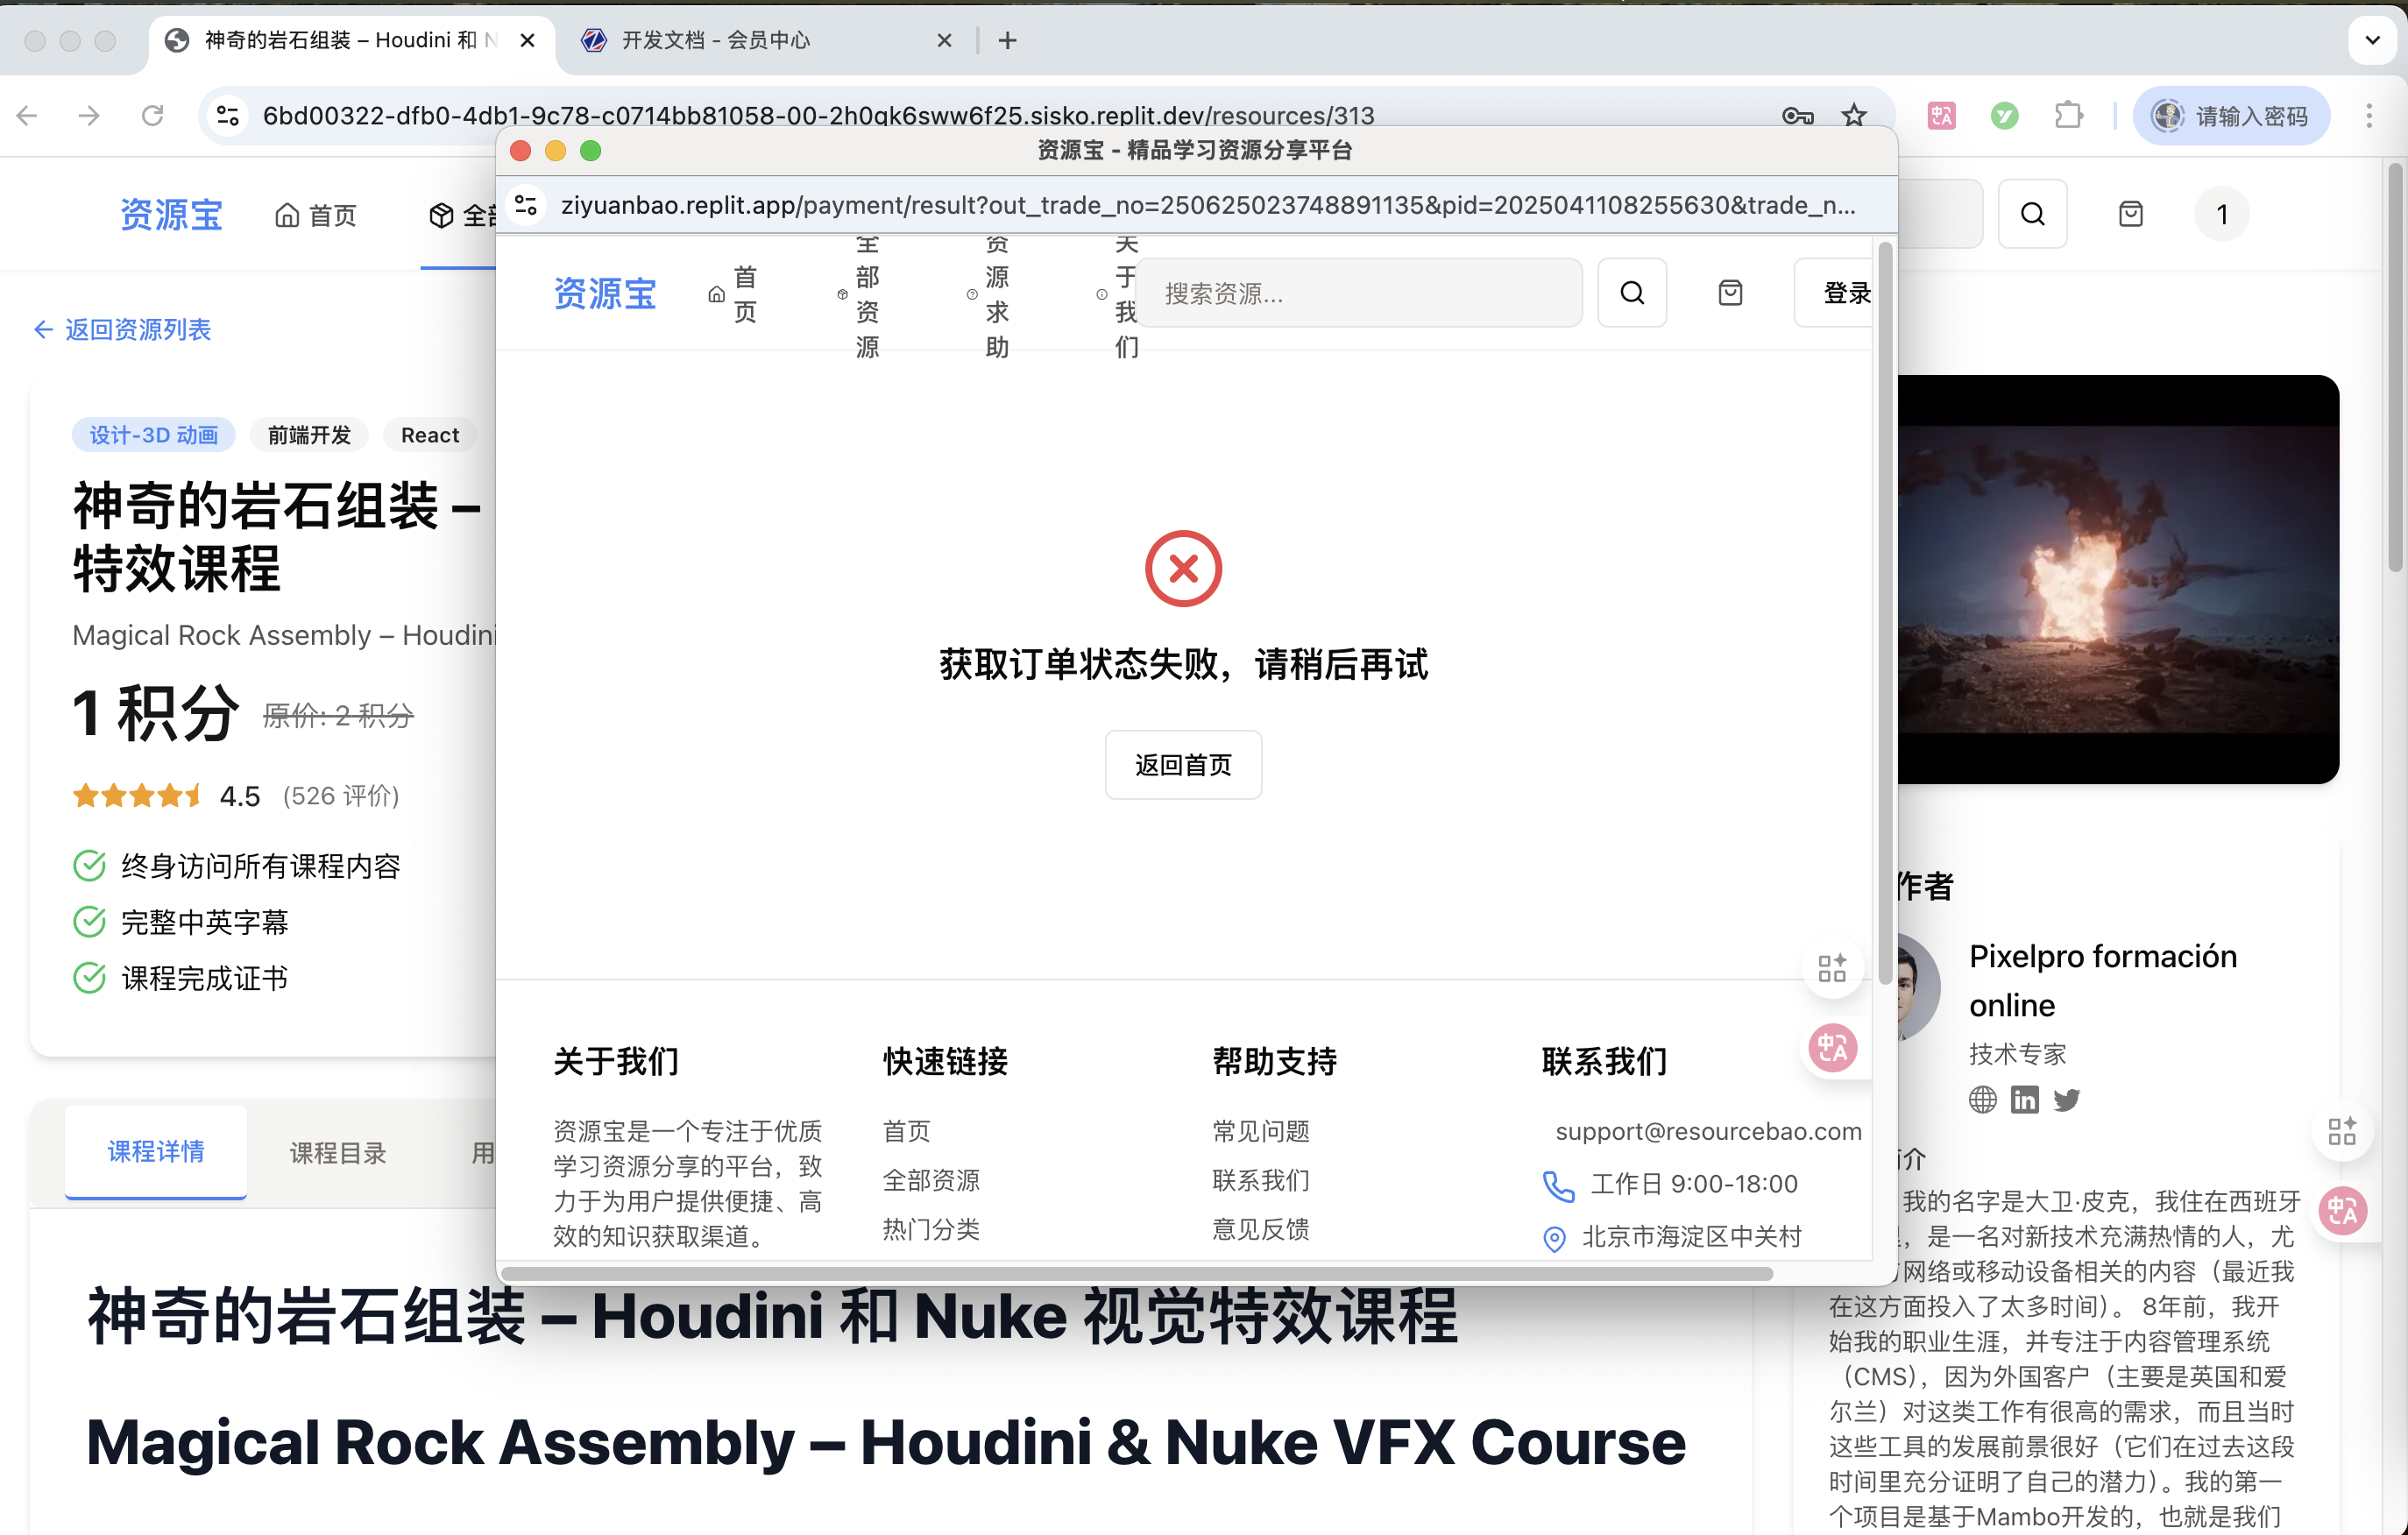 神奇的岩石组装 – Houdini 和 N
开发文档 - 会员中心
6bd00322-dfb0-4db1-9c78-c0714bb81058-00-2h0qk6sww6f25.sisko.replit.dev/resources/313
请输入密码
资源宝
首页
全部
1
返回资源列表
设计-3D 动画
前端开发
React
神奇的岩石组装 –
特效课程
Magical Rock Assembly – Houdini
1 积分
原价: 2 积分
4.5
(526 评价)
终身访问所有课程内容
完整中英字幕
课程完成证书
课程详情
课程目录
用
资源宝 - 精品学习资源分享平台
ziyuanbao.replit.app/payment/result?out_trade_no=250625023748891135&pid=2025041108255630&trade_n...
资源宝
首页
全部资源
资源求助
关于我们
搜索资源...
登录
获取订单状态失败，请稍后再试
返回首页
关于我们
资源宝是一个专注于优质
学习资源分享的平台，致
力于为用户提供便捷、高
效的知识获取渠道。
快速链接
首页
全部资源
热门分类
帮助支持
常见问题
联系我们
意见反馈
联系我们
support@resourcebao.com
工作日 9:00-18:00
北京市海淀区中关村
作者
Pixelpro formación
online
技术专家
介
我的名字是大卫·皮克，我住在西班牙
，是一名对新技术充满热情的人，尤
网络或移动设备相关的内容（最近我
在这方面投入了太多时间）。 8年前，我开
始我的职业生涯，并专注于内容管理系统
（CMS），因为外国客户（主要是英国和爱
尔兰）对这类工作有很高的需求，而且当时
这些工具的发展前景很好（它们在过去这段
时间里充分证明了自己的潜力）。我的第一
个项目是基于Mambo开发的，也就是我们
神奇的岩石组装 – Houdini 和 Nuke 视觉特效课程
Magical Rock Assembly – Houdini & Nuke VFX Course